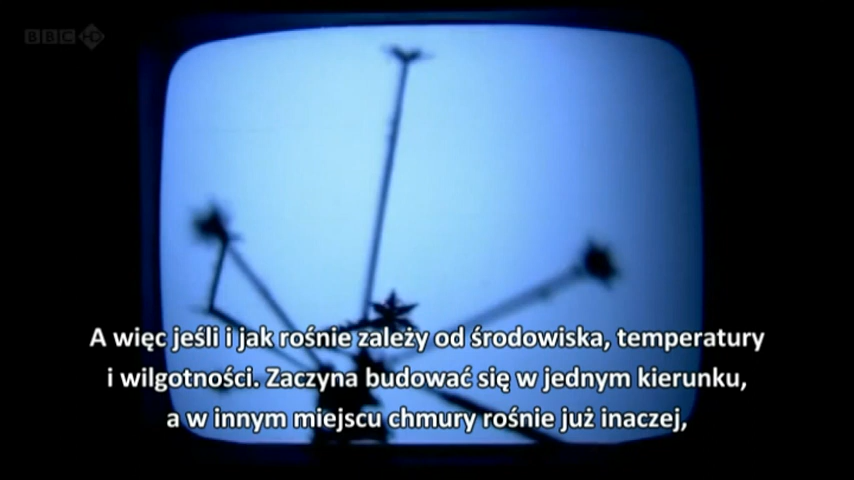 BBC HD
A więc jeśli i jak rośnie zależy od środowiska, temperatury
i wilgotności. Zaczyna budować się w jednym kierunku,
a w innym miejscu chmury rośnie już inaczej,